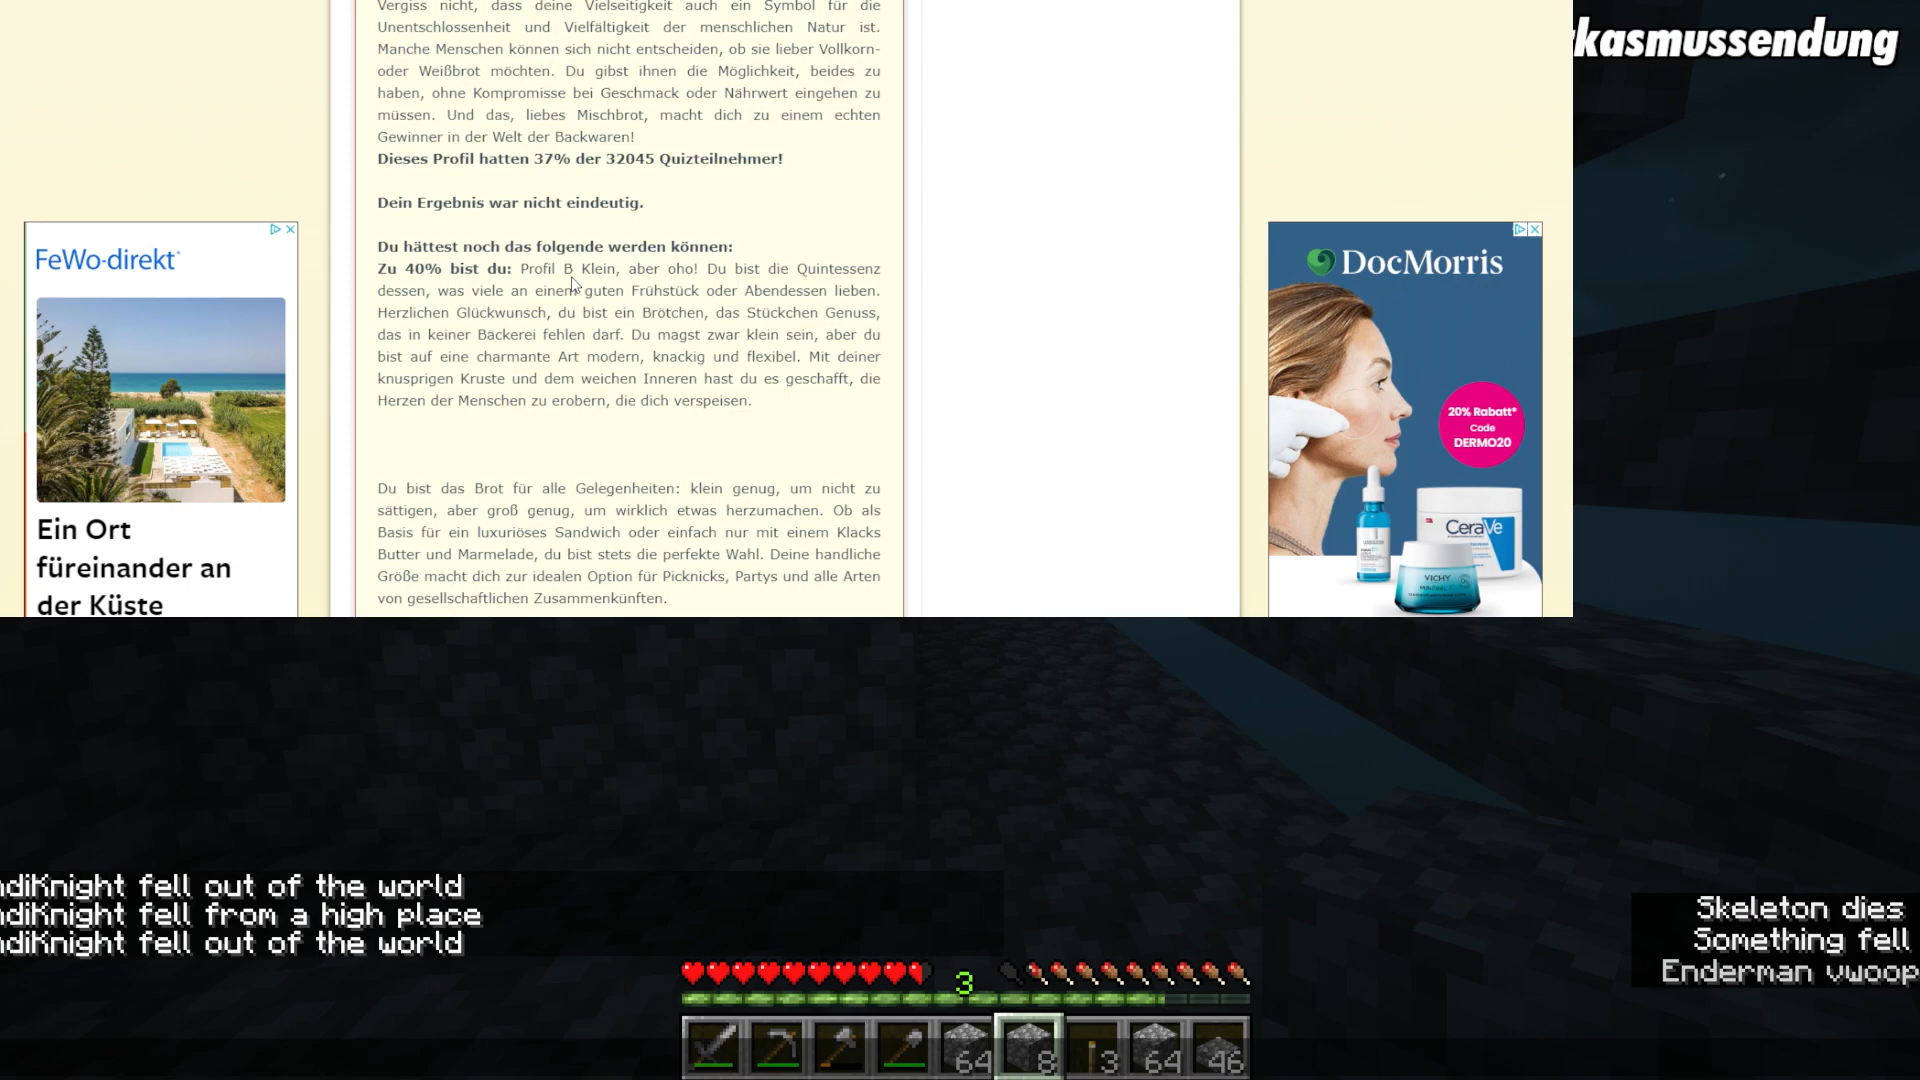 Vergiss nicht, dass deine Vielseitigkeit auch ein Symbol für die
Unentschlossenheit und Vielfältigkeit der menschlichen Natur ist.
Manche Menschen können sich nicht entscheiden, ob sie lieber Vollkorn-
oder Weißbrot möchten. Du gibst ihnen die Möglichkeit, beides zu
haben, ohne Kompromisse bei Geschmack oder Nährwert eingehen zu
müssen. Und das, liebes Mischbrot, macht dich zu einem echten
Gewinner in der Welt der Backwaren!
Dieses Profil hatten 37% der 32045 Quizteilnehmer!
Dein Ergebnis war nicht eindeutig.
Du hättest noch das folgende werden können:
Zu 40% bist du: Profil B Klein, aber oho! Du bist die Quintessenz
dessen, was viele an einem guten Frühstück oder Abendessen lieben.
Herzlichen Glückwunsch, du bist ein Brötchen, das Stückchen Genuss,
das in keiner Bäckerei fehlen darf. Du magst zwar klein sein, aber du
bist auf eine charmante Art modern, knackig und flexibel. Mit deiner
knusprigen Kruste und dem weichen Inneren hast du es geschafft, die
Herzen der Menschen zu erobern, die dich verspeisen.
Du bist das Brot für alle Gelegenheiten: klein genug, um nicht zu
sättigen, aber groß genug, um wirklich etwas herzumachen. Ob als
Basis für ein luxuriöses Sandwich oder einfach nur mit einem Klacks
Butter und Marmelade, du bist stets die perfekte Wahl. Deine handliche
Größe macht dich zur idealen Option für Picknicks, Partys und alle Arten
von gesellschaftlichen Zusammenkünften.
FeWo-direkt
Ein Ort
füreinander an
der Küste
DocMorris
20% Rabatt*
Code
DERMO20
CeraVe
VICHY
rkasmussendung
ndiKnight fell out of the world
ndiKnight fell from a high place
ndiKnight fell out of the world
Skeleton dies
Something fell
Enderman vwoop
3
64
8
3
64
46